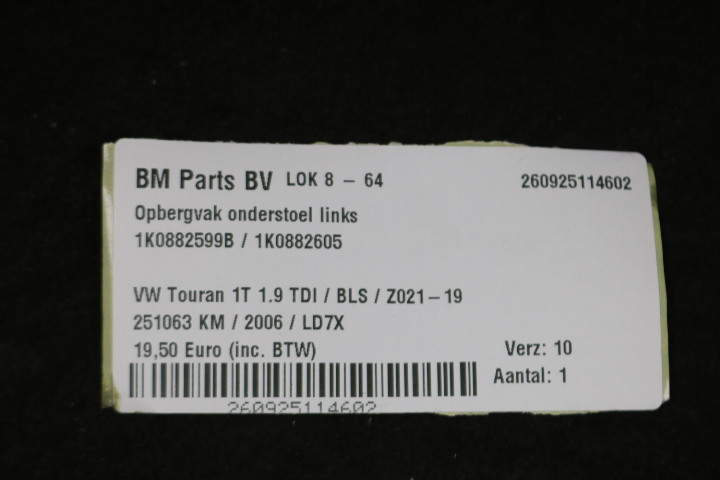 BM Parts BV LOK 8 - 64 260925114602
Opbergvak onderstoel links
1K0882599B / 1K0882605
VW Touran 1T 1.9 TDI / BLS / Z021-19
251063 KM / 2006 / LD7X
19,50 Euro (inc. BTW) Verz: 10
Aantal: 1
260925114602